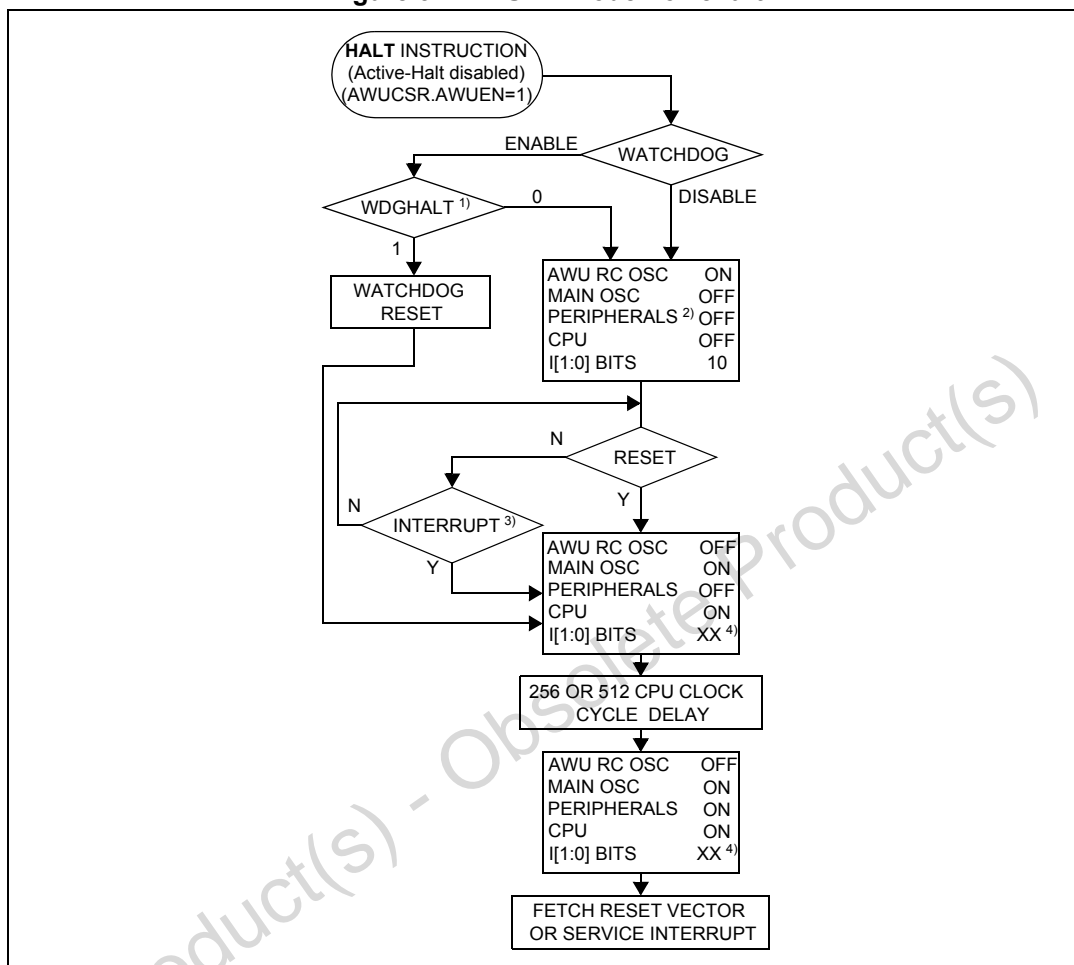 HALT INSTRUCTION
(Active-Halt disabled)
(AWUCSR.AWUEN=1)
ENABLE
WATCHDOG
DISABLE
WDGHALT 1)
0
1
WATCHDOG
RESET
AWU RC OSC ON
MAIN OSC OFF
PERIPHERALS 2) OFF
CPU OFF
I[1:0] BITS 10
N
RESET
Y
N
INTERRUPT 3)
Y
AWU RC OSC OFF
MAIN OSC ON
PERIPHERALS OFF
CPU ON
I[1:0] BITS XX 4)
256 OR 512 CPU CLOCK
CYCLE DELAY
AWU RC OSC OFF
MAIN OSC ON
PERIPHERALS ON
CPU ON
I[1:0] BITS XX 4)
FETCH RESET VECTOR
OR SERVICE INTERRUPT
oduct(s) - Obsolete Product(s)